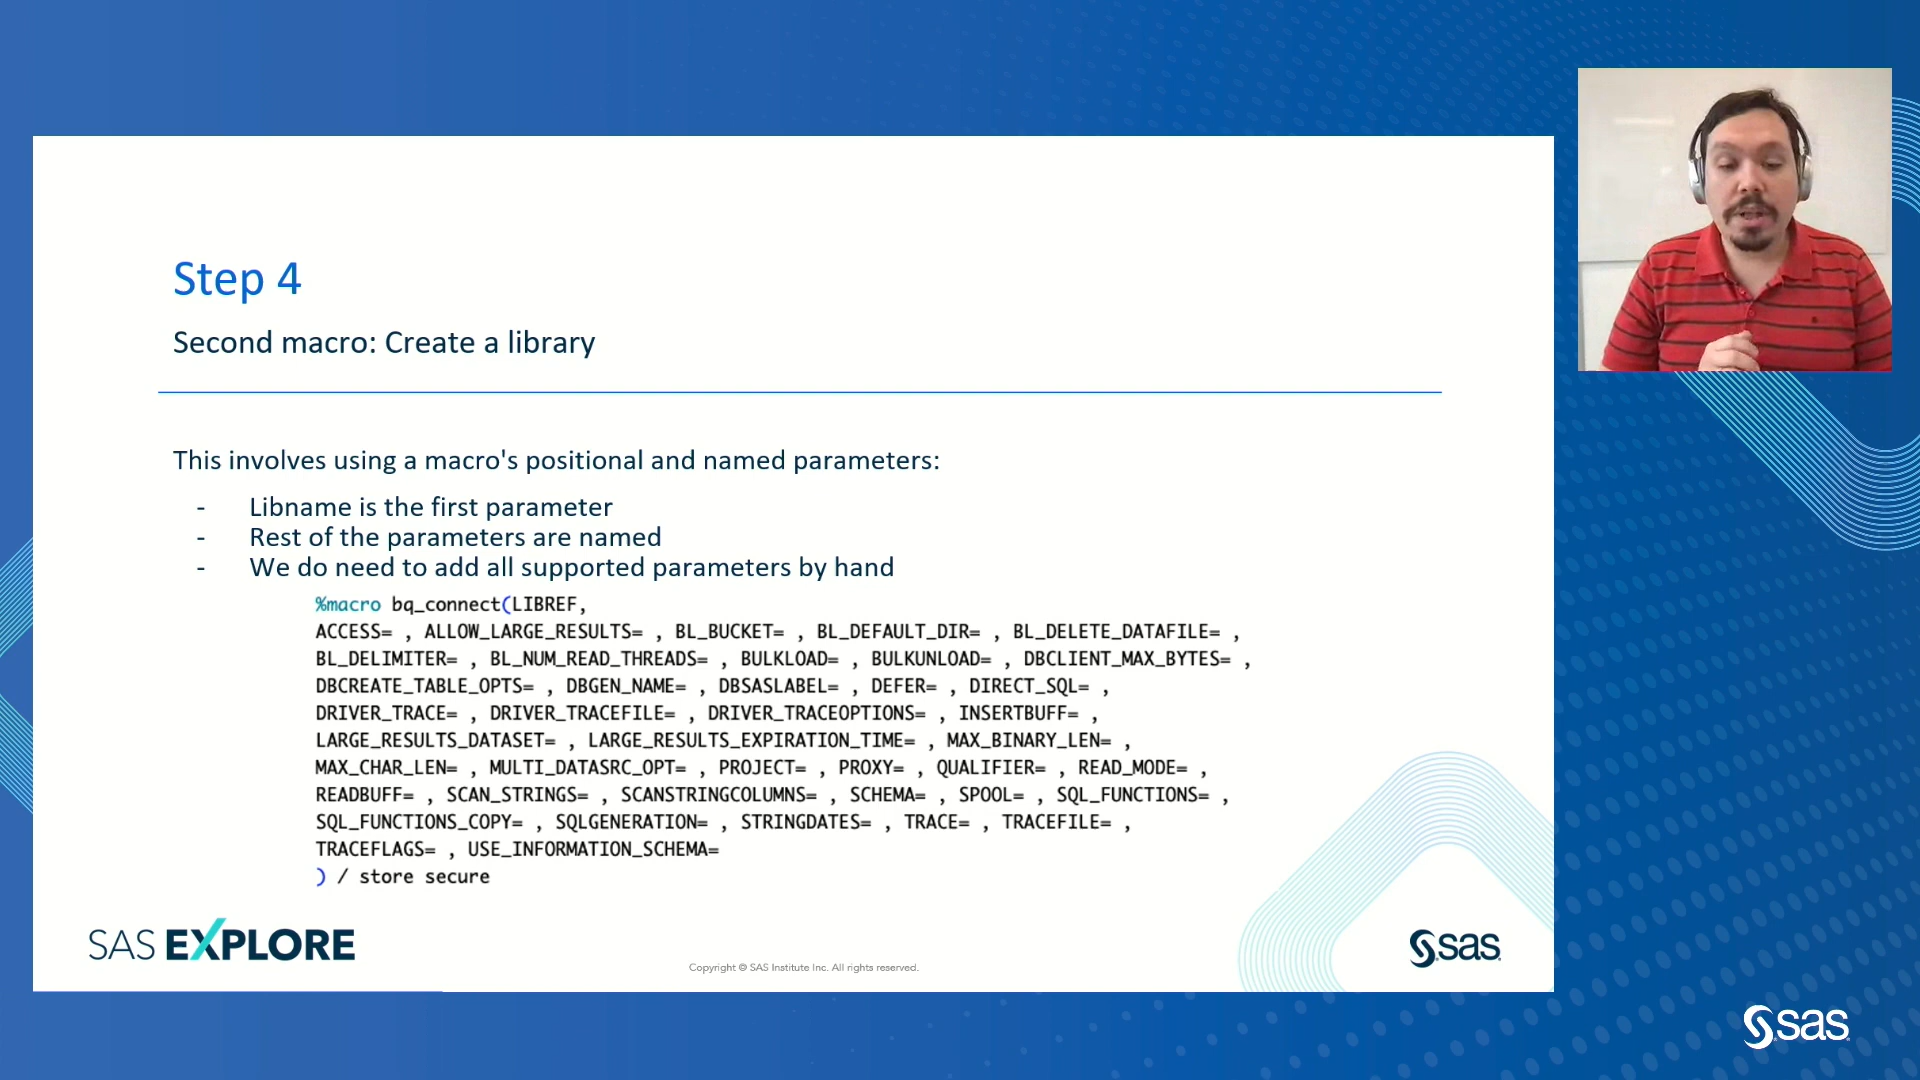 Step 4
Second macro: Create a library
This involves using a macro's positional and named parameters:
- Libname is the first parameter
- Rest of the parameters are named
- We do need to add all supported parameters by hand
%macro bq_connect(LIBREF,
ACCESS= , ALLOW_LARGE_RESULTS= , BL_BUCKET= , BL_DEFAULT_DIR= , BL_DELETE_DATAFILE= ,
BL_DELIMITER= , BL_NUM_READ_THREADS= , BULKLOAD= , BULKUNLOAD= , DBCLIENT_MAX_BYTES= ,
DBCREATE_TABLE_OPTS= , DBGEN_NAME= , DBSASLABEL= , DEFER= , DIRECT_SQL= ,
DRIVER_TRACE= , DRIVER_TRACEFILE= , DRIVER_TRACEOPTIONS= , INSERTBUFF= ,
LARGE_RESULTS_DATASET= , LARGE_RESULTS_EXPIRATION_TIME= , MAX_BINARY_LEN= ,
MAX_CHAR_LEN= , MULTI_DATASRC_OPT= , PROJECT= , PROXY= , QUALIFIER= , READ_MODE= ,
READBUFF= , SCAN_STRINGS= , SCANSTRINGCOLUMNS= , SCHEMA= , SPOOL= , SQL_FUNCTIONS= ,
SQL_FUNCTIONS_COPY= , SQLGENERATION= , STRINGDATES= , TRACE= , TRACEFILE= ,
TRACEFLAGS= , USE_INFORMATION_SCHEMA=
) / store secure
SAS EXPLORE
Copyright © SAS Institute Inc. All rights reserved.
sas
sas